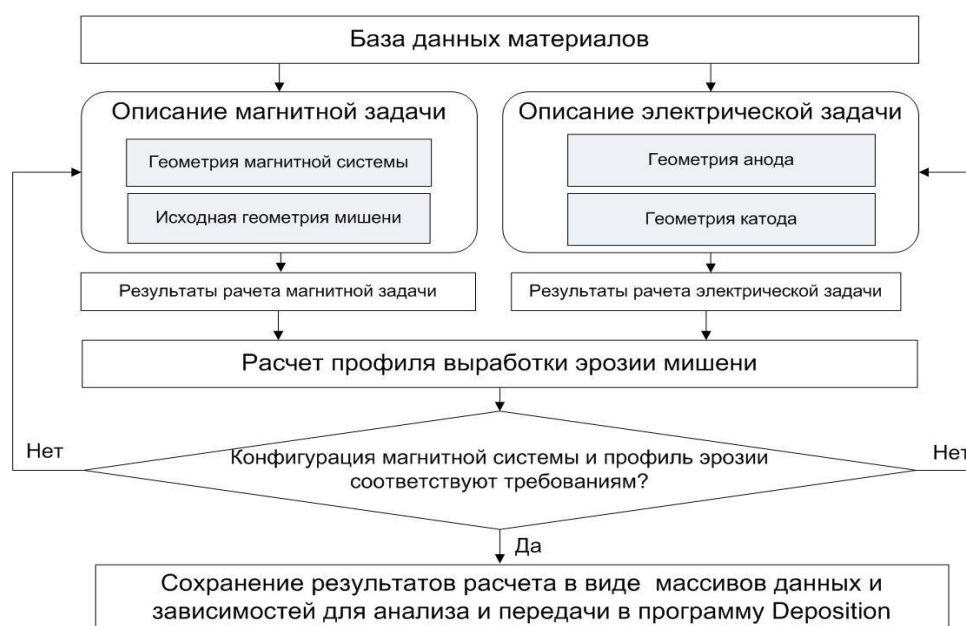 База данных материалов
Описание магнитной задачи
Геометрия магнитной системы
Исходная геометрия мишени
Описание электрической задачи
Геометрия анода
Геометрия катода
Результаты рачета магнитной задачи
Результаты рачета электрической задачи
Расчет профиля выработки эрозии мишени
Нет
Конфигурация магнитной системы и профиль эрозии
соответствуют требованиям?
Нет
Да
Сохранение результатов расчета в виде массивов данных и
зависимостей для анализа и передачи в программу Deposition